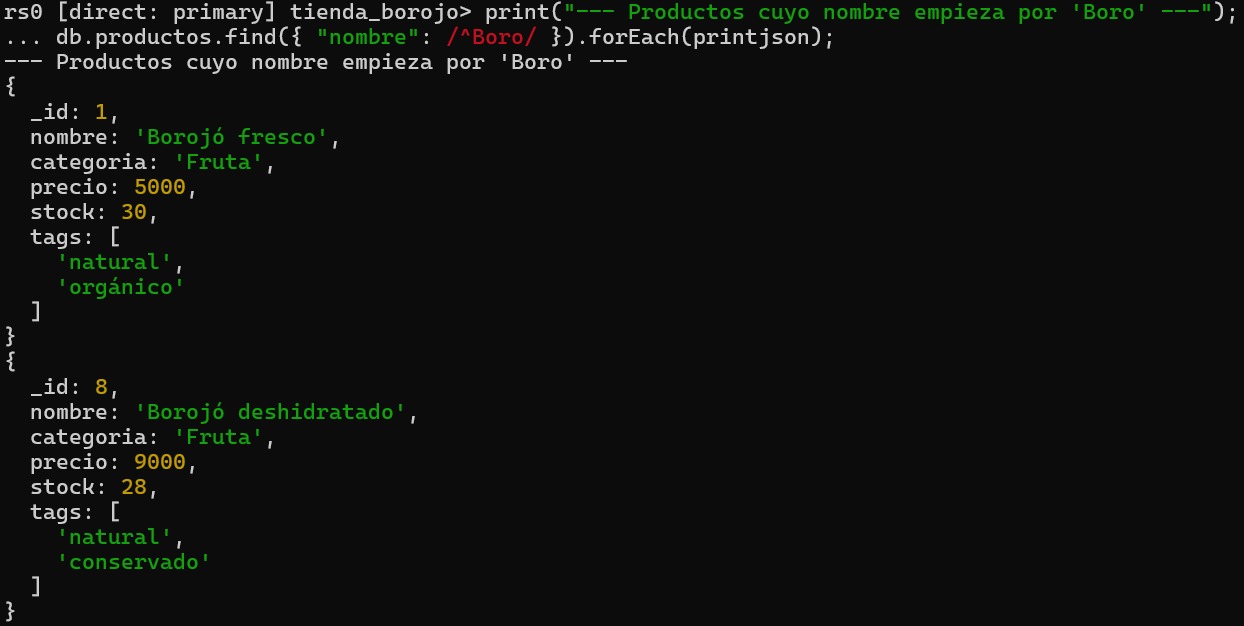 rs0 [direct: primary] tienda_borojo> print("--- Productos cuyo nombre empieza por 'Boro' ---");
... db.productos.find({ "nombre": /^Boro/ }).forEach(printjson);
--- Productos cuyo nombre empieza por 'Boro' ---
{
  _id: 1,
  nombre: 'Borojó fresco',
  categoria: 'Fruta',
  precio: 5000,
  stock: 30,
  tags: [
    'natural',
    'orgánico'
  ]
}
{
  _id: 8,
  nombre: 'Borojó deshidratado',
  categoria: 'Fruta',
  precio: 9000,
  stock: 28,
  tags: [
    'natural',
    'conservado'
  ]
}